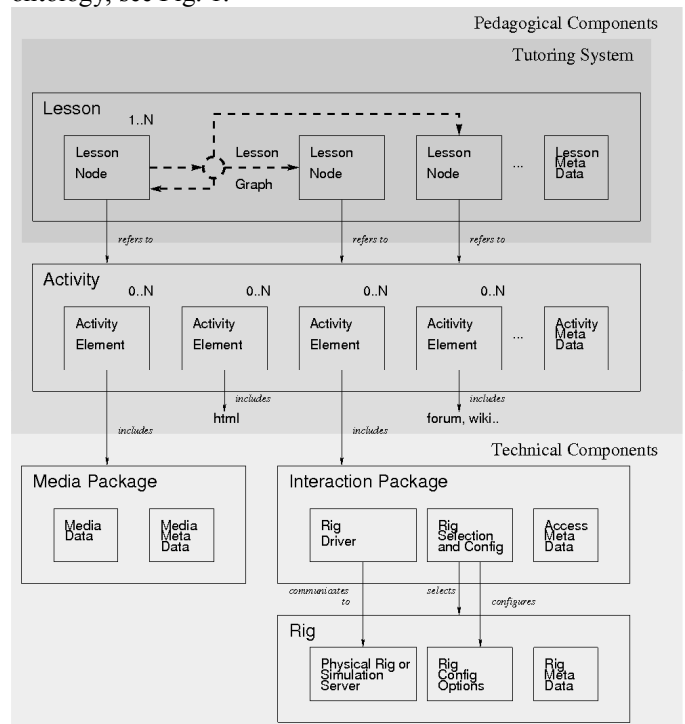 ontology, see Fig. 1.
Pedagogical Components
Tutoring System
Lesson
1..N
Lesson
Node
Lesson
Graph
Lesson
Node
Lesson
Node
...
Lesson
Meta
Data
refers to
refers to
refers to
Activity
0..N
0..N
0..N
0..N
Activity
Element
Activity
Element
Activity
Element
Acitivity
Element
...
Activity
Meta
Data
includes
html
includes
forum, wiki..
includes
includes
Technical Components
Media Package
Media
Data
Media
Meta
Data
Interaction Package
Rig
Driver
Rig
Selection
and Config
Access
Meta
Data
communicates
to
selects
configures
Rig
Physical Rig or
Simulation
Server
Rig
Config
Options
Rig
Meta
Data